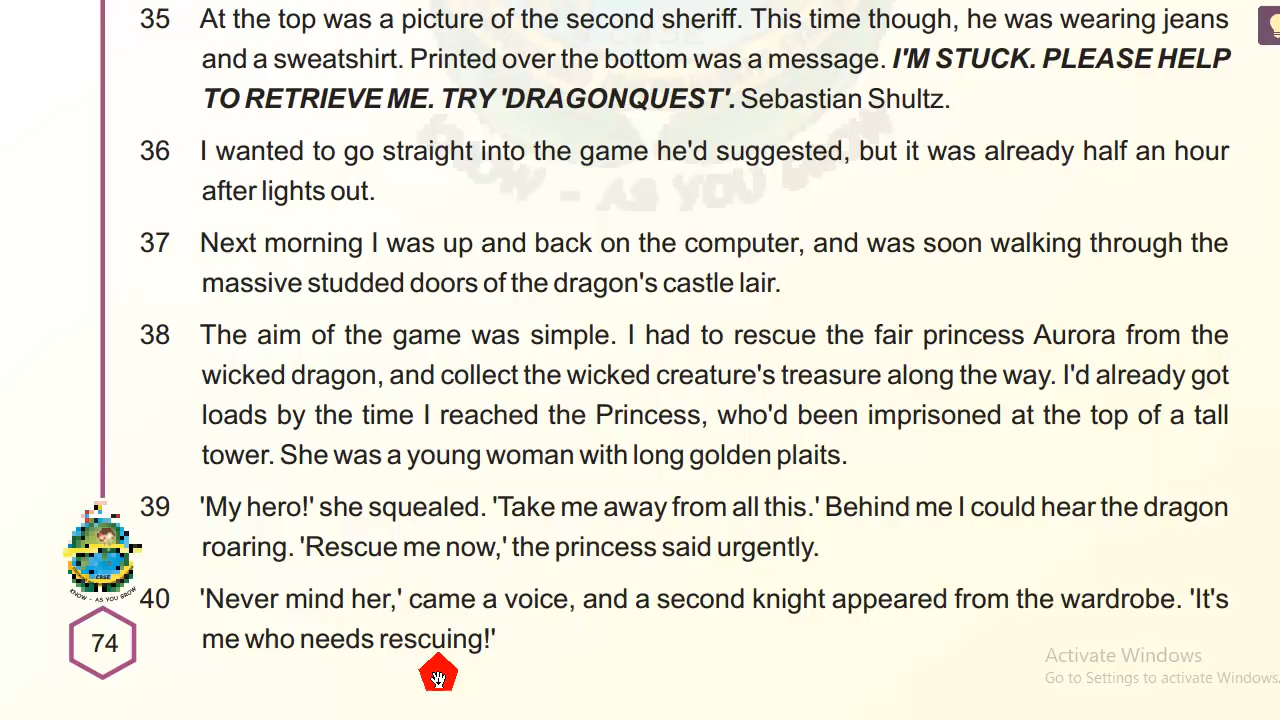 35 At the top was a picture of the second sheriff. This time though, he was wearing jeans
and a sweatshirt. Printed over the bottom was a message. I'M STUCK. PLEASE HELP
TO RETRIEVE ME. TRY 'DRAGONQUEST'. Sebastian Shultz.
36 I wanted to go straight into the game he'd suggested, but it was already half an hour
after lights out.
37 Next morning I was up and back on the computer, and was soon walking through the
massive studded doors of the dragon's castle lair.
38 The aim of the game was simple. I had to rescue the fair princess Aurora from the
wicked dragon, and collect the wicked creature's treasure along the way. I'd already got
loads by the time I reached the Princess, who'd been imprisoned at the top of a tall
tower. She was a young woman with long golden plaits.
39 'My hero!' she squealed. 'Take me away from all this.' Behind me I could hear the dragon
roaring. 'Rescue me now,' the princess said urgently.
40 'Never mind her,' came a voice, and a second knight appeared from the wardrobe. 'It's
me who needs rescuing!'
CBSE
KNOW - AS YOU GROW
74
KNOW - AS YOU GROW
Activate Windows
Go to Settings to activate Windows.